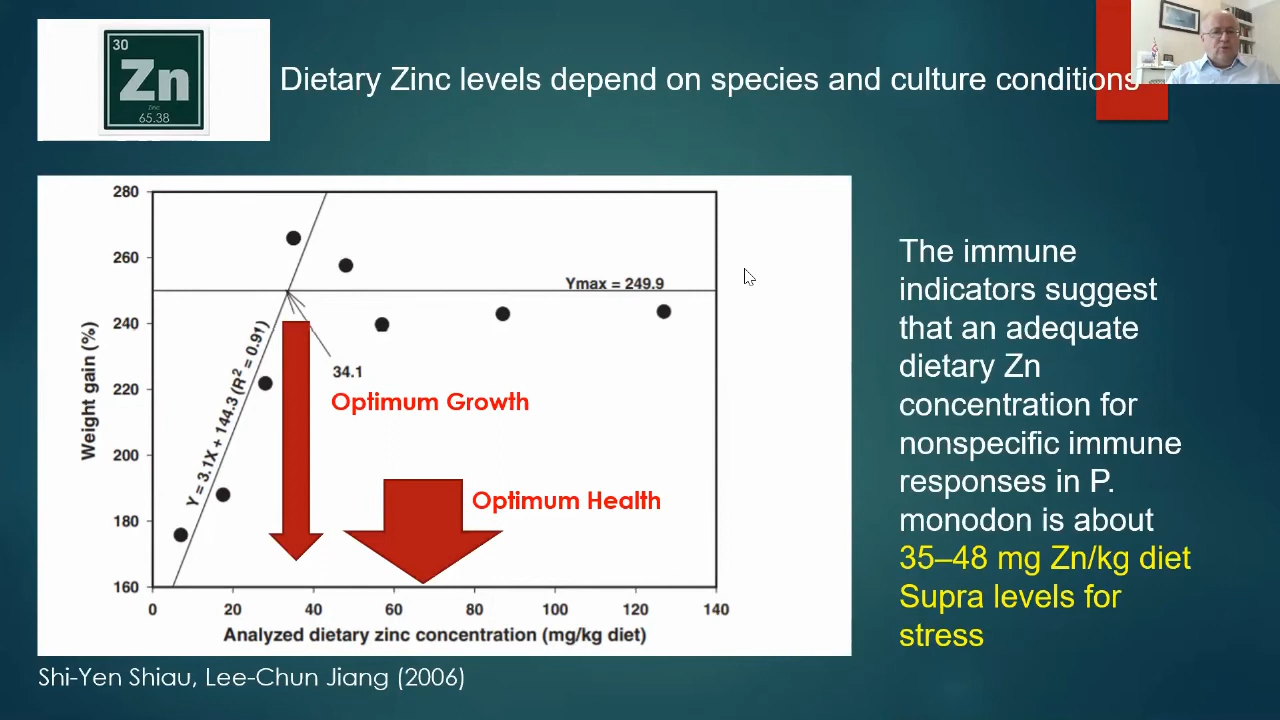 30
Zn
Zinc
65.38
Dietary Zinc levels depend on species and culture conditions
280
260
240
220
200
180
160
Weight gain (%)
0 20 40 60 80 100 120 140
Analyzed dietary zinc concentration (mg/kg diet)
Ymax = 249.9
Y = 3.1X + 144.3 (R² = 0.91)
34.1
Optimum Growth
Optimum Health
The immune
indicators suggest
that an adequate
dietary Zn
concentration for
nonspecific immune
responses in P.
monodon is about
35–48 mg Zn/kg diet
Supra levels for
stress
Shi-Yen Shiau, Lee-Chun Jiang (2006)